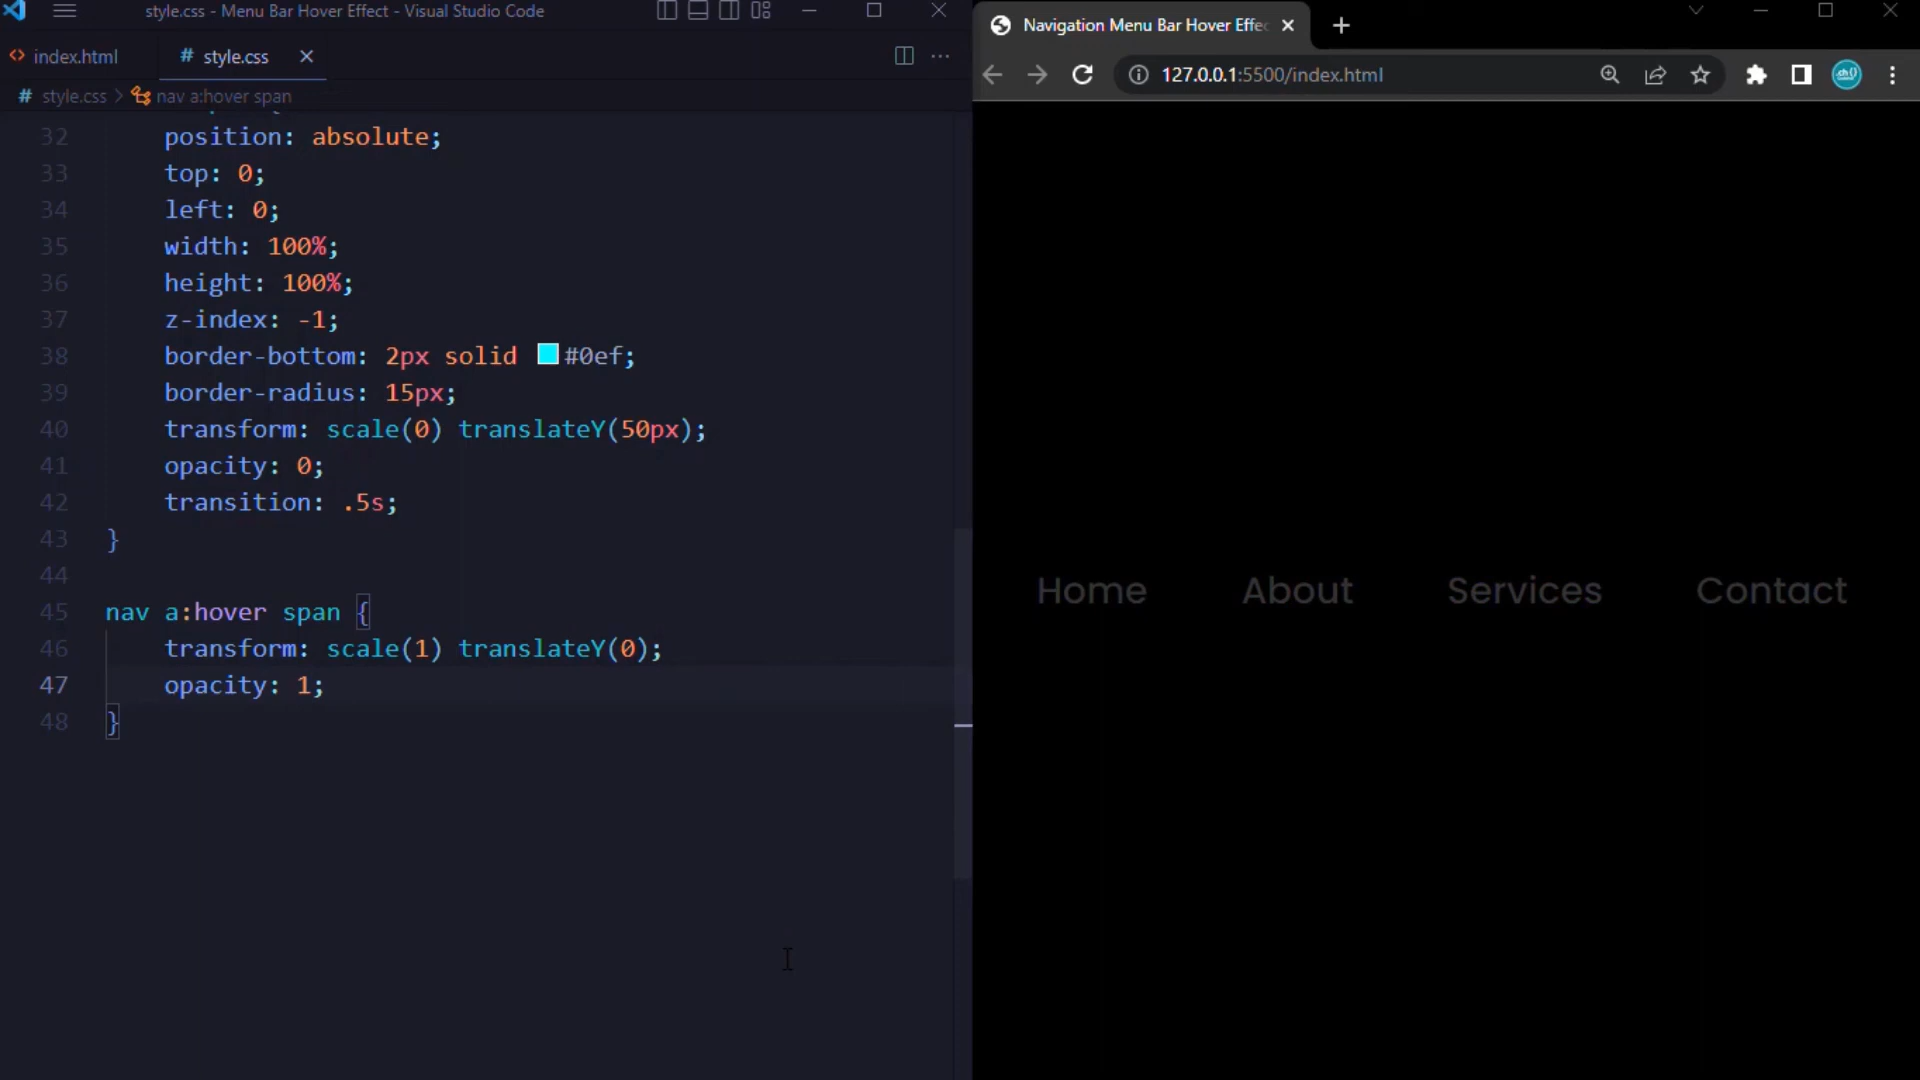 style.css - Menu Bar Hover Effect - Visual Studio Code
index.html
# style.css
# style.css > nav a:hover span
32 position: absolute;
33 top: 0;
34 left: 0;
35 width: 100%;
36 height: 100%;
37 z-index: -1;
38 border-bottom: 2px solid #0ef;
39 border-radius: 15px;
40 transform: scale(0) translateY(50px);
41 opacity: 0;
42 transition: .5s;
43 }
44
45 nav a:hover span {
46 transform: scale(1) translateY(0);
47 opacity: 1;
48 }
Navigation Menu Bar Hover Effec
127.0.0.1:5500/index.html
Home About Services Contact